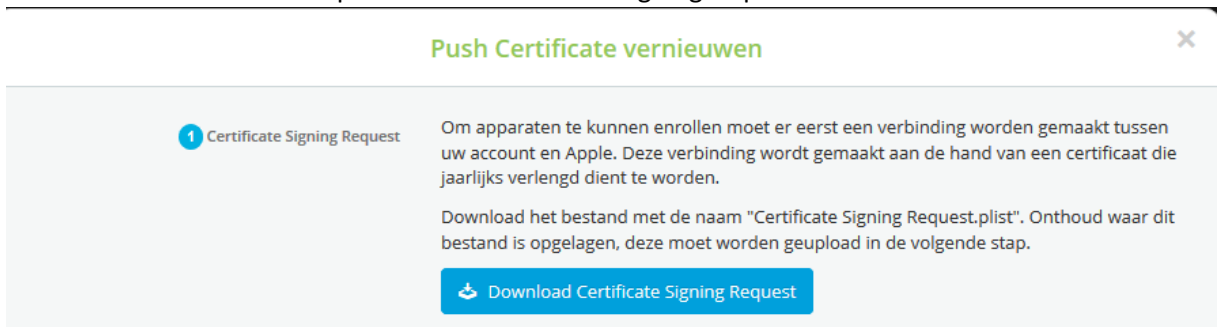 Push Certificate vernieuwen
1 Certificate Signing Request
Om apparaten te kunnen enrollen moet er eerst een verbinding worden gemaakt tussen
uw account en Apple. Deze verbinding wordt gemaakt aan de hand van een certificaat die
jaarlijks verlengd dient te worden.
Download het bestand met de naam "Certificate Signing Request.plist". Onthoud waar dit
bestand is opgelagen, deze moet worden geupload in de volgende stap.
Download Certificate Signing Request